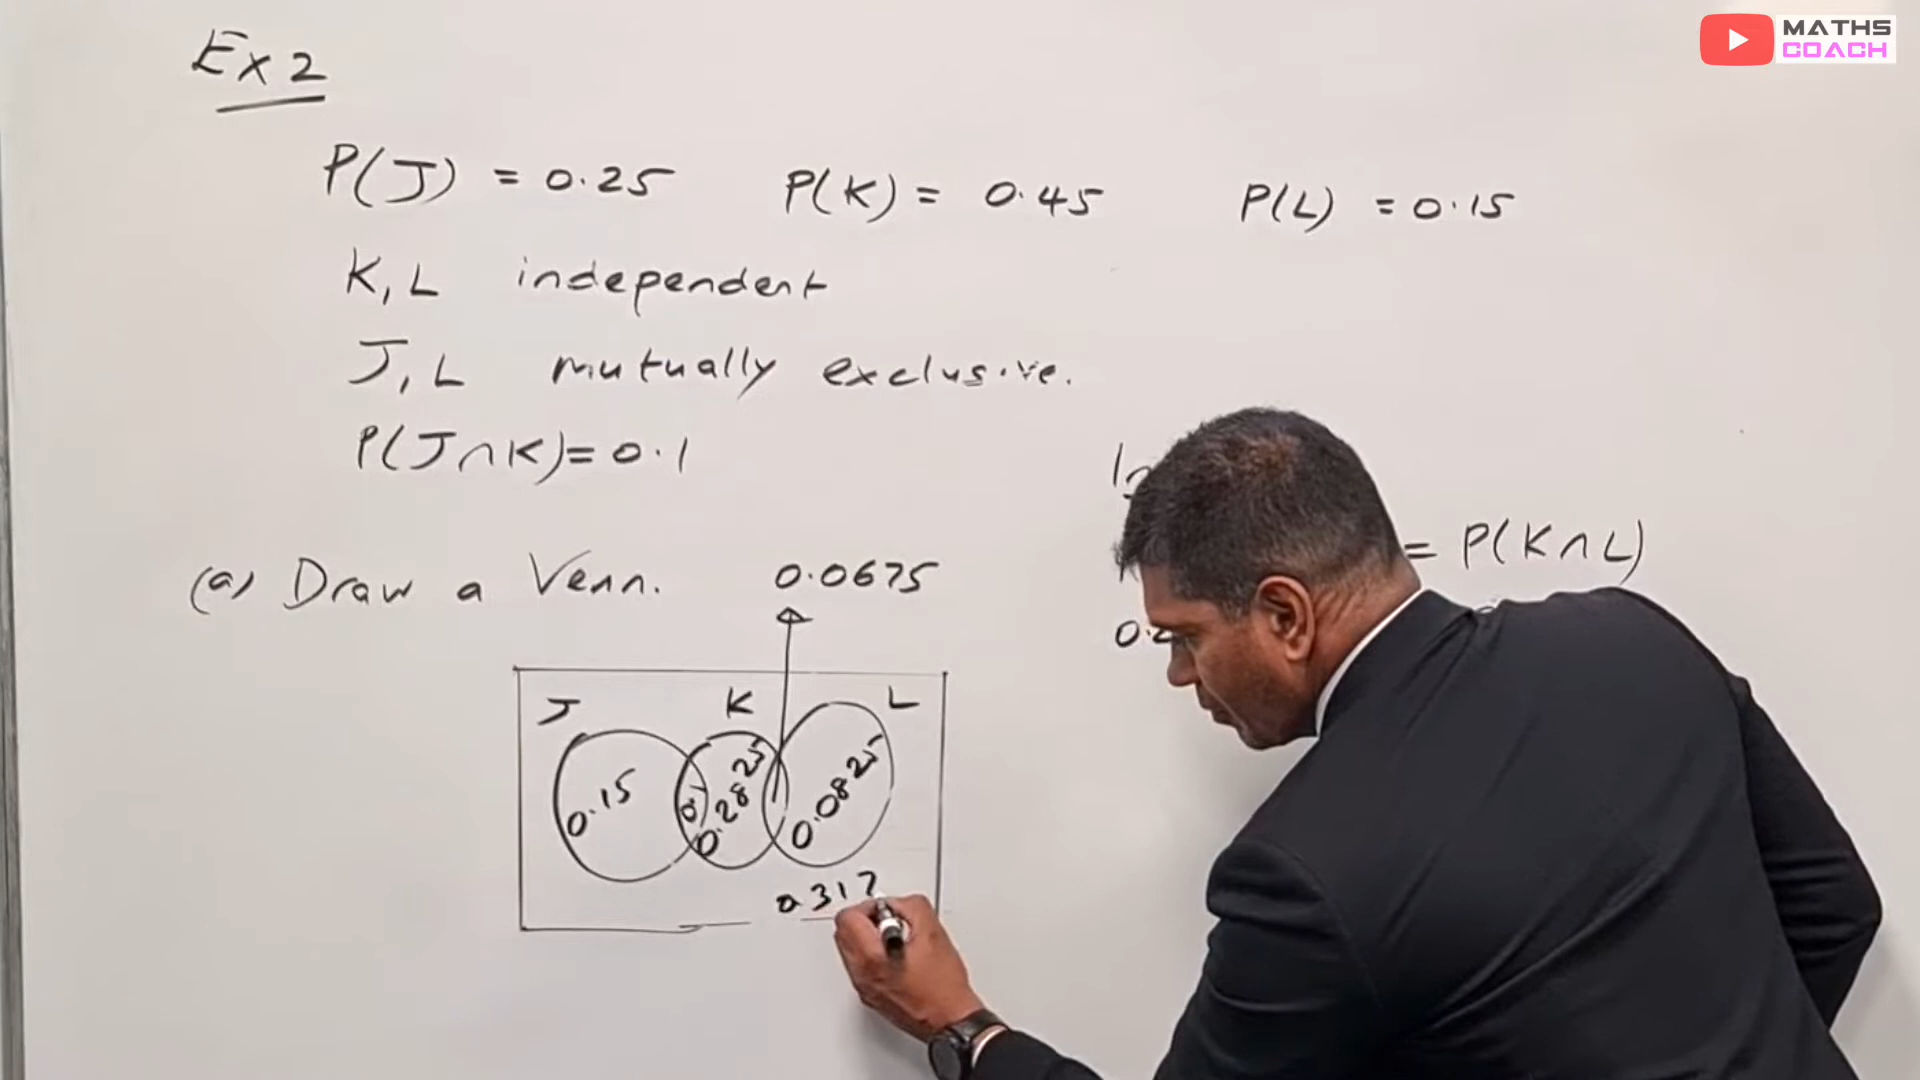 MATHS
COACH
Ex 2
P(J) = 0.25 P(K) = 0.45 P(L) = 0.15
K, L independent
J, L mutually exclusive.
P(J∩K)= 0.1
= P(K∩L)
(a) Draw a Venn. 0.0675
J K L
0.15 0.1 0.2825 0.0825
0.317